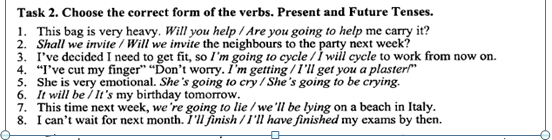 Task 2. Choose the correct form of the verbs. Present and Future Tenses.
1. This bag is very heavy. Will you help / Are you going to help me carry it?
2. Shall we invite / Will we invite the neighbours to the party next week?
3. I've decided I need to get fit, so I'm going to cycle / I will cycle to work from now on.
4. "I've cut my finger" "Don't worry. I'm getting / I'll get you a plaster!"
5. She is very emotional. She's going to cry / She's going to be crying.
6. It will be / It's my birthday tomorrow.
7. This time next week, we're going to lie / we'll be lying on a beach in Italy.
8. I can't wait for next month. I'll finish / I'll have finished my exams by then.